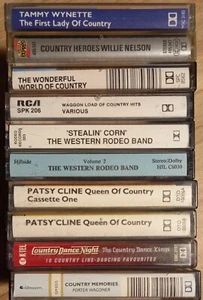 TAMMY WYNETTE
The First Lady Of Country
COUNTRY HEROES WILLIE NELSON
THE WONDERFUL
WORLD OF COUNTRY
RCA
SPK 206
WAGGON LOAD OF COUNTRY HITS
VARIOUS
'STEALIN' CORN'
THE WESTERN RODEO BAND
Hillside
Volume 2
THE WESTERN RODEO BAND
Stereo/Dolby
PATSY CLINE Queen Of Country
Cassette One
PATSY CLINE Queen Of Country
Country Dance Night
The Country Dance Kings
18 COUNTRY LINE-DANCING FAVOURITES
COUNTRY MEMORIES
PORTER WAGONER